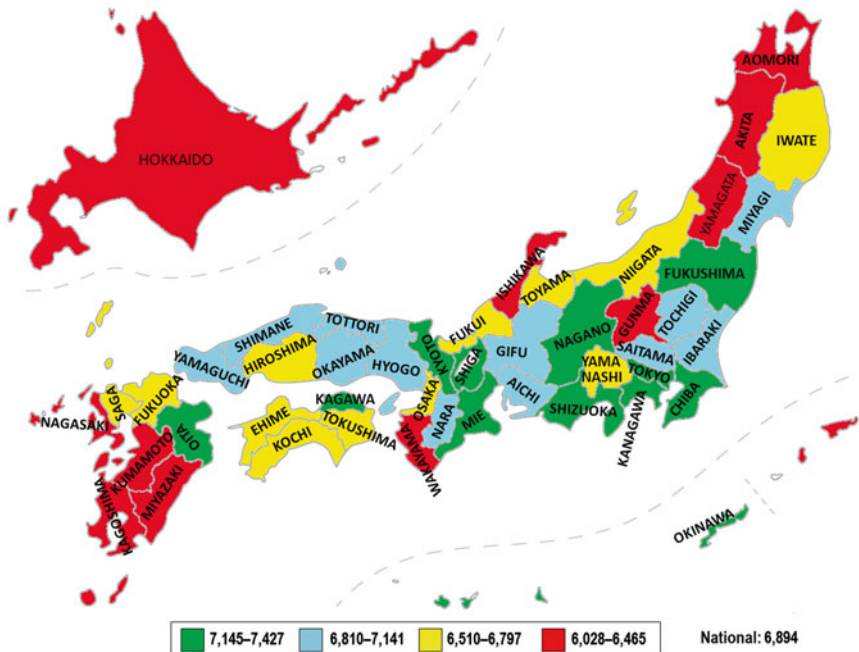 AOMORI
HOKKAIDO
AKITA
IWATE
YAMAGATA
MIYAGI
ISHIKAWA
TOYAMA
NIIGATA
FUKUSHIMA
GUNMA
TOCHIGI
FUKUI
NAGANO
SAITAMA
IBARAKI
SHIMANE
TOTTORI
KYOTO
SHIGA
GIFU
YAMAGUCHI
HIROSHIMA
OKAYAMA
HYOGO
YAMA
NASHI
TOKYO
AICHI
SHIZUOKA
KANAGAWA
CHIBA
SAGA
FUKUOKA
KAGAWA
OSAKA
NARA
MIE
NAGASAKI
OITA
EHIME
TOKUSHIMA
KOCHI
WAKAYAMA
KUMAMOTO
MIYAZAKI
KAGOSHIMA
OKINAWA
7,145–7,427 6,810–7,141 6,510–6,797 6,028–6,465 National: 6,894